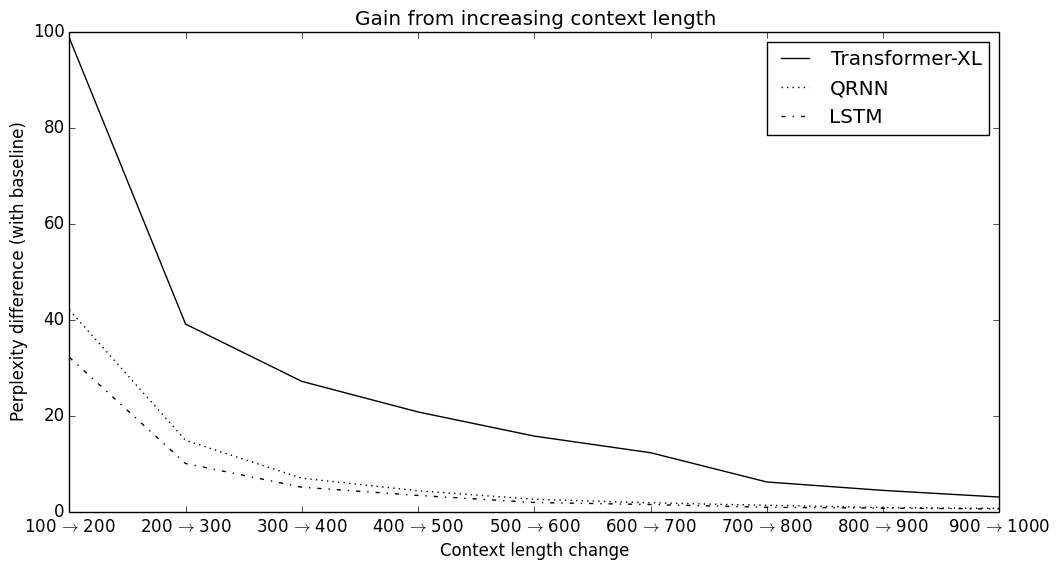 Gain from increasing context length
100
80
60
40
20
0
Perplexity difference (with baseline)
Transformer-XL
QRNN
LSTM
100 → 200 200 → 300 300 → 400 400 → 500 500 → 600 600 → 700 700 → 800 800 → 900 900 → 1000
Context length change